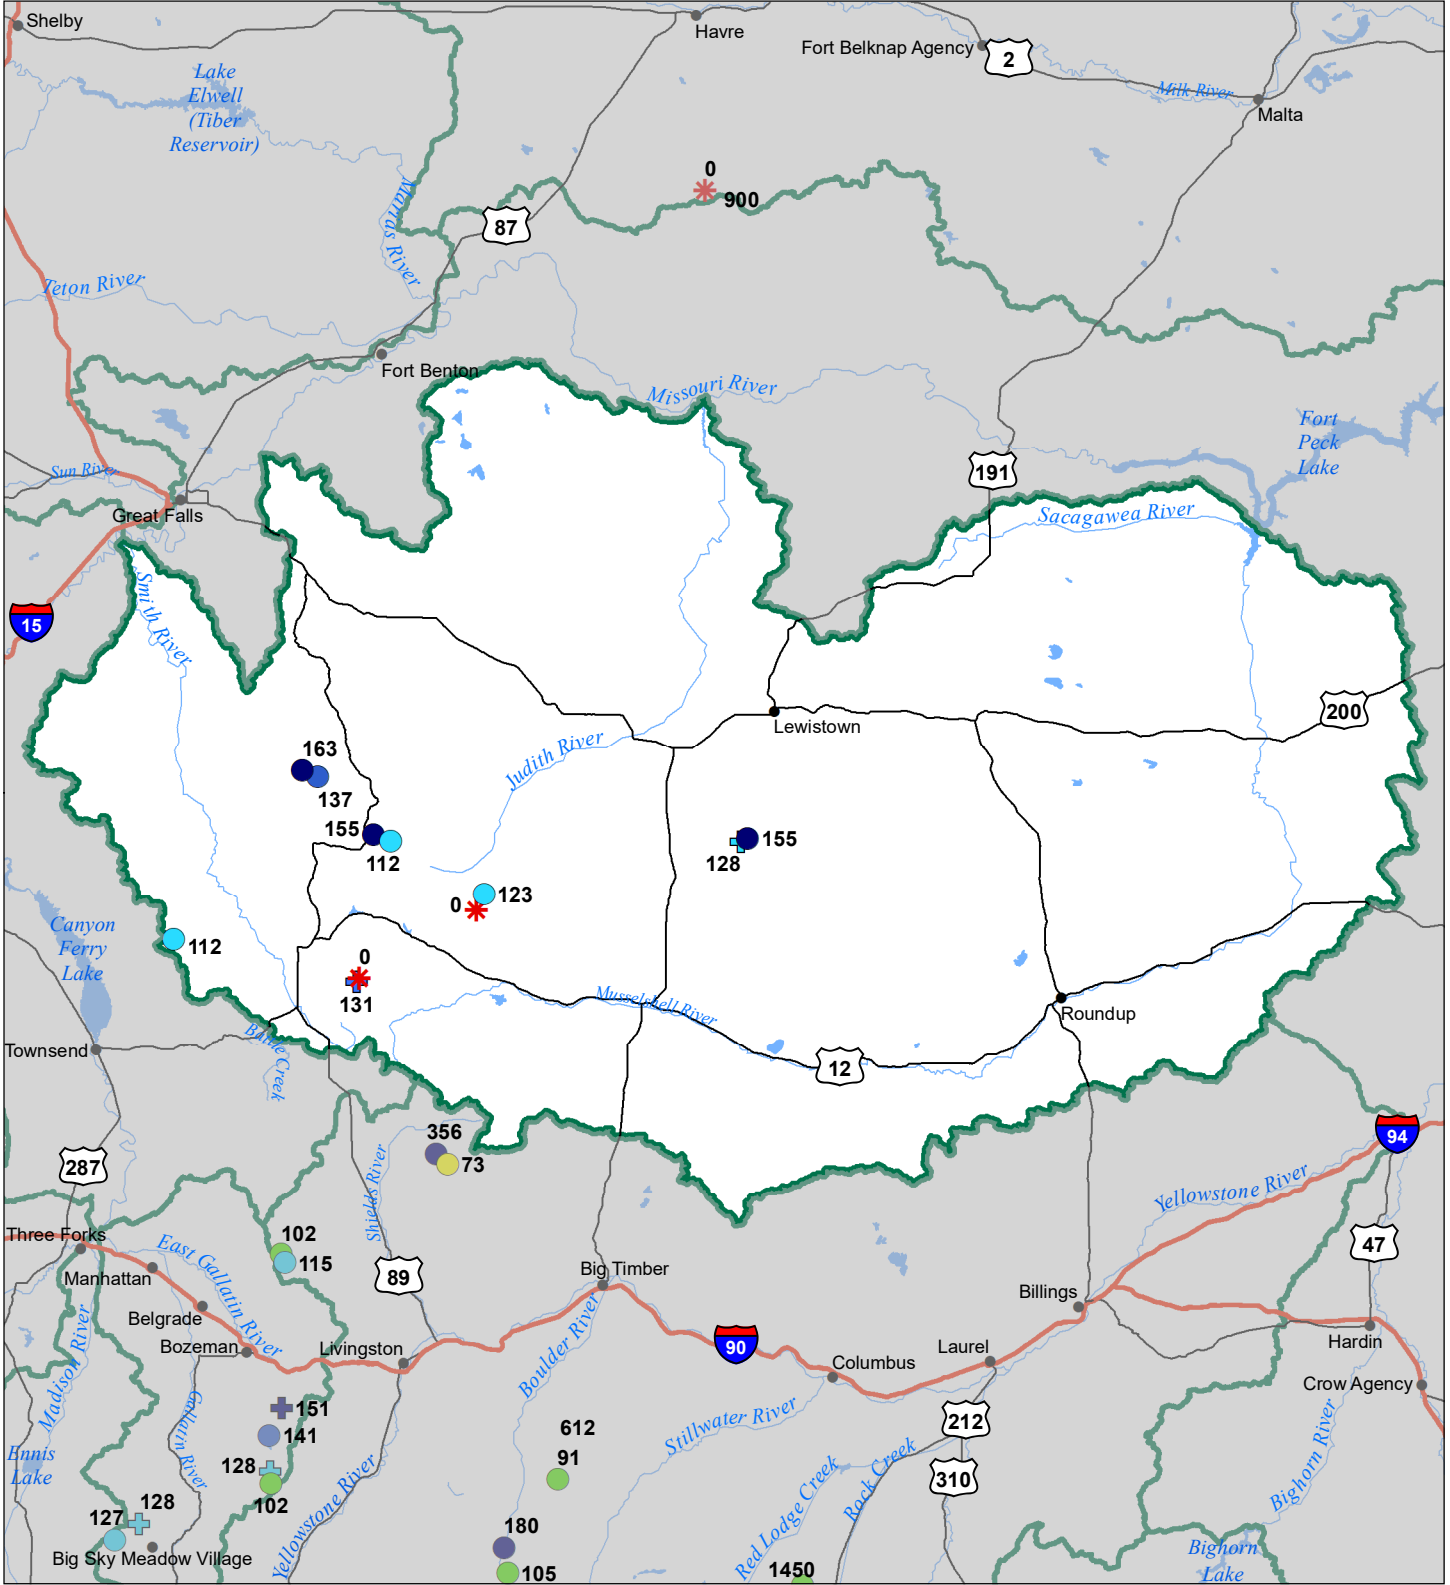 Shelby
Havre
Fort Belknap Agency
2
Milk River
Malta
Lake
Elwell
(Tiber
Reservoir)
Marias River
0
900
87
Teton River
Fort Benton
Missouri River
Fort
Peck
Lake
191
Sun River
Great Falls
Sacagawea River
15
Smith River
200
Lewistown
Judith River
163
137
155
112
155
128
123
0
112
Canyon
Ferry
Lake
0
131
Musselshell River
Roundup
Townsend
Battle Creek
12
94
356
73
287
Shields River
Yellowstone River
Three Forks
102
115
East Gallatin River
89
47
Manhattan
Big Timber
Billings
Belgrade
Bozeman
Livingston
Madison River
Boulder River
90
Columbus
Laurel
Hardin
Crow Agency
151
141
Gallatin River
Stillwater River
212
612
91
Ennis
Lake
128
102
Yellowstone River
Red Lodge Creek
Rock Creek
310
Bighorn River
127
128
Big Sky Meadow Village
180
105
1450
Bighorn
Lake